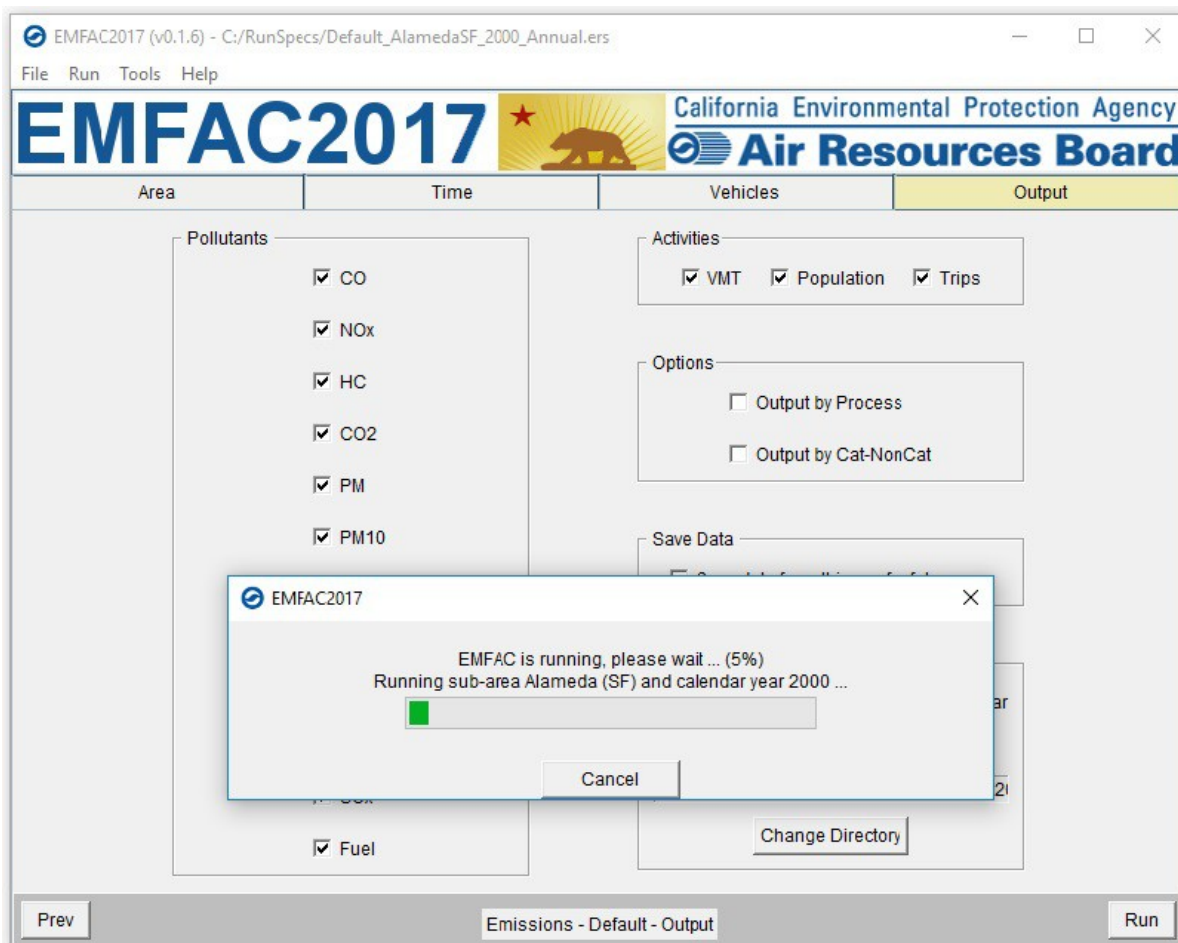 EMFAC2017 (v0.1.6) - C:/RunSpecs/Default_AlamedaSF_2000_Annual.ers
File Run Tools Help
EMFAC2017
California Environmental Protection Agency
Air Resources Board
Area Time Vehicles Output
Pollutants
CO
NOx
HC
CO2
PM
PM10
Fuel
Activities
VMT Population Trips
Options
Output by Process
Output by Cat-NonCat
Save Data
EMFAC2017
EMFAC is running, please wait ... (5%)
Running sub-area Alameda (SF) and calendar year 2000 ...
Cancel
Change Directory
Prev
Emissions - Default - Output
Run